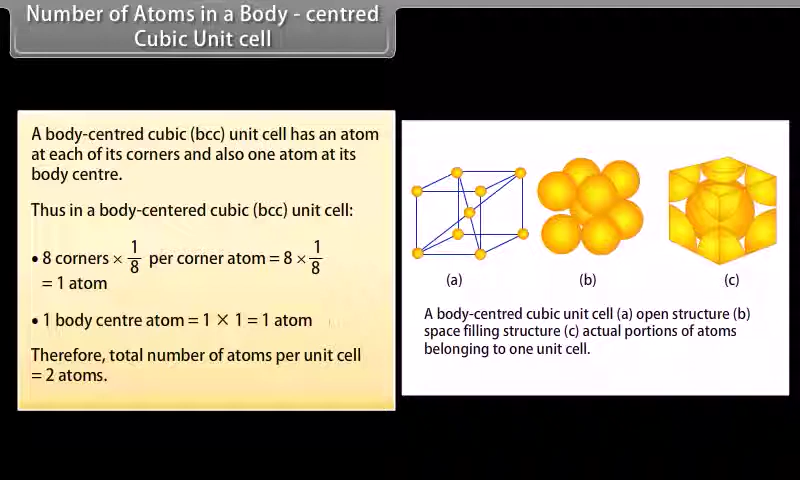 Number of Atoms in a Body - centred
Cubic Unit cell
A body-centred cubic (bcc) unit cell has an atom
at each of its corners and also one atom at its
body centre.
Thus in a body-centered cubic (bcc) unit cell:
• 8 corners × 1/8 per corner atom = 8 × 1/8
= 1 atom
• 1 body centre atom = 1 × 1 = 1 atom
Therefore, total number of atoms per unit cell
= 2 atoms.
(a) (b) (c)
A body-centred cubic unit cell (a) open structure (b)
space filling structure (c) actual portions of atoms
belonging to one unit cell.